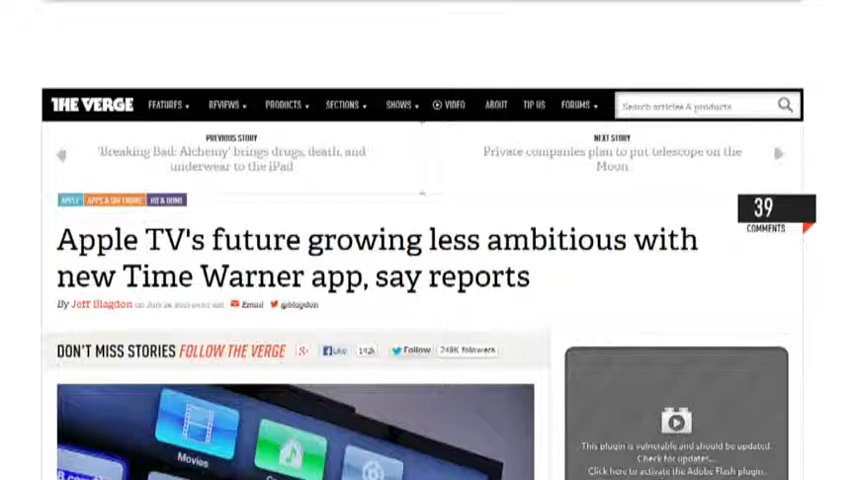 THE VERGE FEATURES REVIEWS PRODUCTS SECTIONS SHOWS VIDEO ABOUT TIP US FORUMS Search articles & products
PREVIOUS STORY
'Breaking Bad: Alchemy' brings drugs, death, and
underwear to the iPad
NEXT STORY
Private companies plan to put telescope on the
Moon
APPLE APPS & SOFTWARE HD & HOME
39
COMMENTS
Apple TV's future growing less ambitious with
new Time Warner app, say reports
By Jeff Blagdon on Email @blagdon
DON'T MISS STORIES FOLLOW THE VERGE Like 142k Follow 249K followers
Movies
This plugin is vulnerable and should be updated.
Check for updates...
Click here to activate the Adobe Flash plugin.